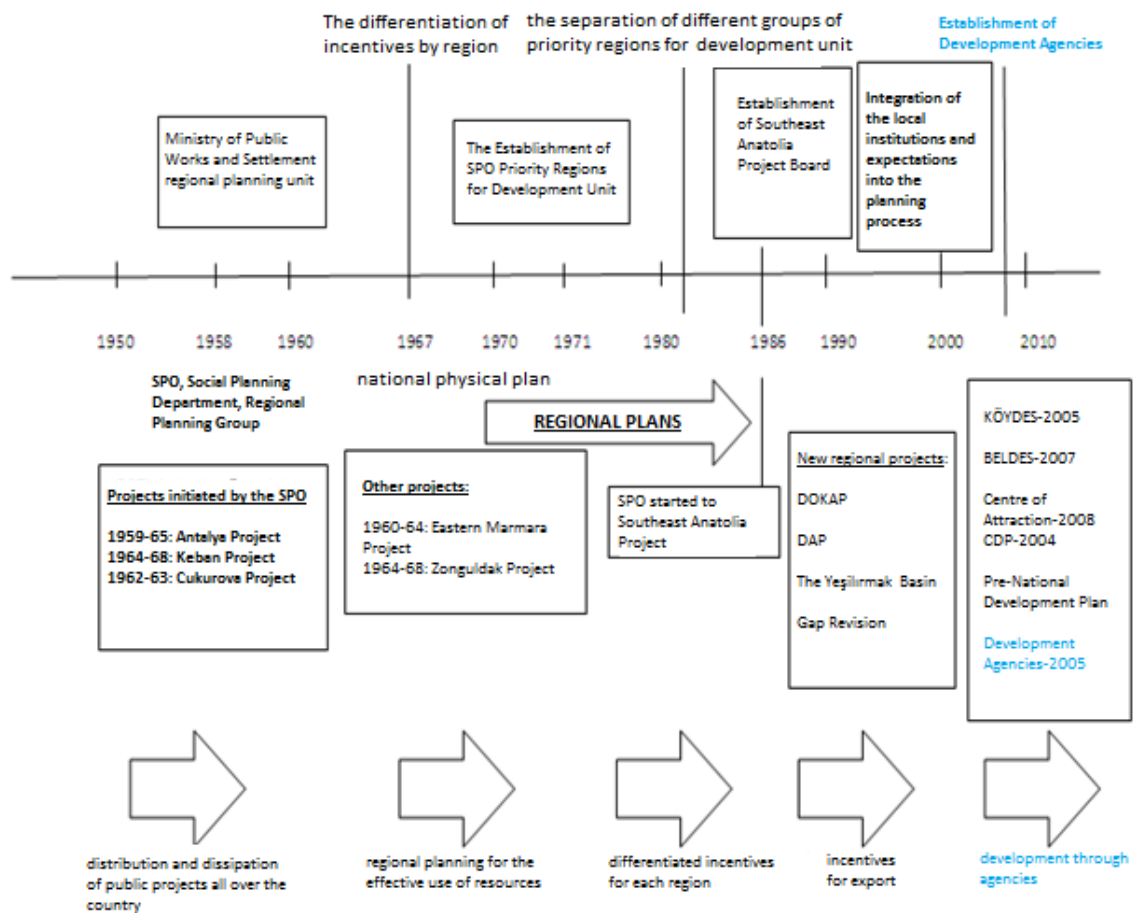 The differentiation of
incentives by region
the separation of different groups of
priority regions for development unit
Establishment of
Development Agencies
Ministry of Public
Works and Settlement
regional planning unit
The Establishment of
SPO Priority Regions
for Development Unit
Establishment
of Southeast
Anatolia
Project Board
Integration of
the local
institutions and
expectations
into the
planning
process
1950
1958
1960
1967
1970
1971
1980
1986
1990
2000
2010
SPO, Social Planning
Department, Regional
Planning Group
national physical plan
REGIONAL PLANS
Projects initiated by the SPO
1959-65: Antalya Project
1964-68: Keban Project
1962-63: Cukurova Project
Other projects:
1960-64: Eastern Marmara
Project
1964-68: Zonguldak Project
SPO started to
Southeast Anatolia
Project
New regional projects:
DOKAP
DAP
The Yeşilırmak Basin
Gap Revision
KÖYDES-2005
BELDES-2007
Centre of
Attraction-2008
CDP-2004
Pre-National
Development Plan
Development
Agencies-2005
distribution and dissipation
of public projects all over the
country
regional planning for the
effective use of resources
differentiated incentives
for each region
incentives
for export
development through
agencies